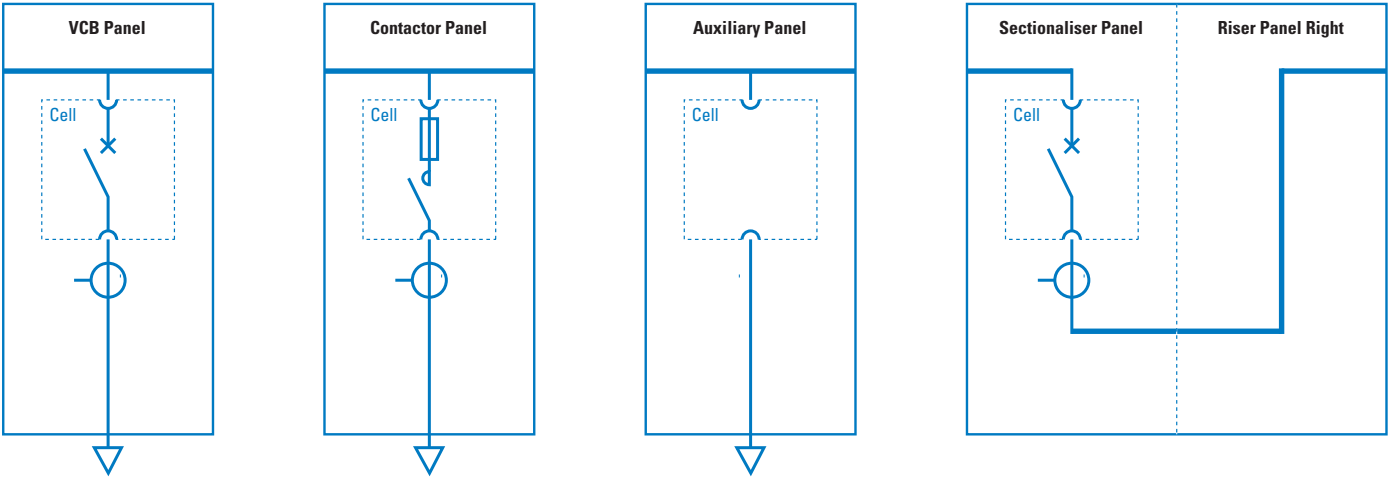 VCB Panel
Contactor Panel
Auxiliary Panel
Sectionaliser Panel
Riser Panel Right
Cell
Cell
Cell
Cell